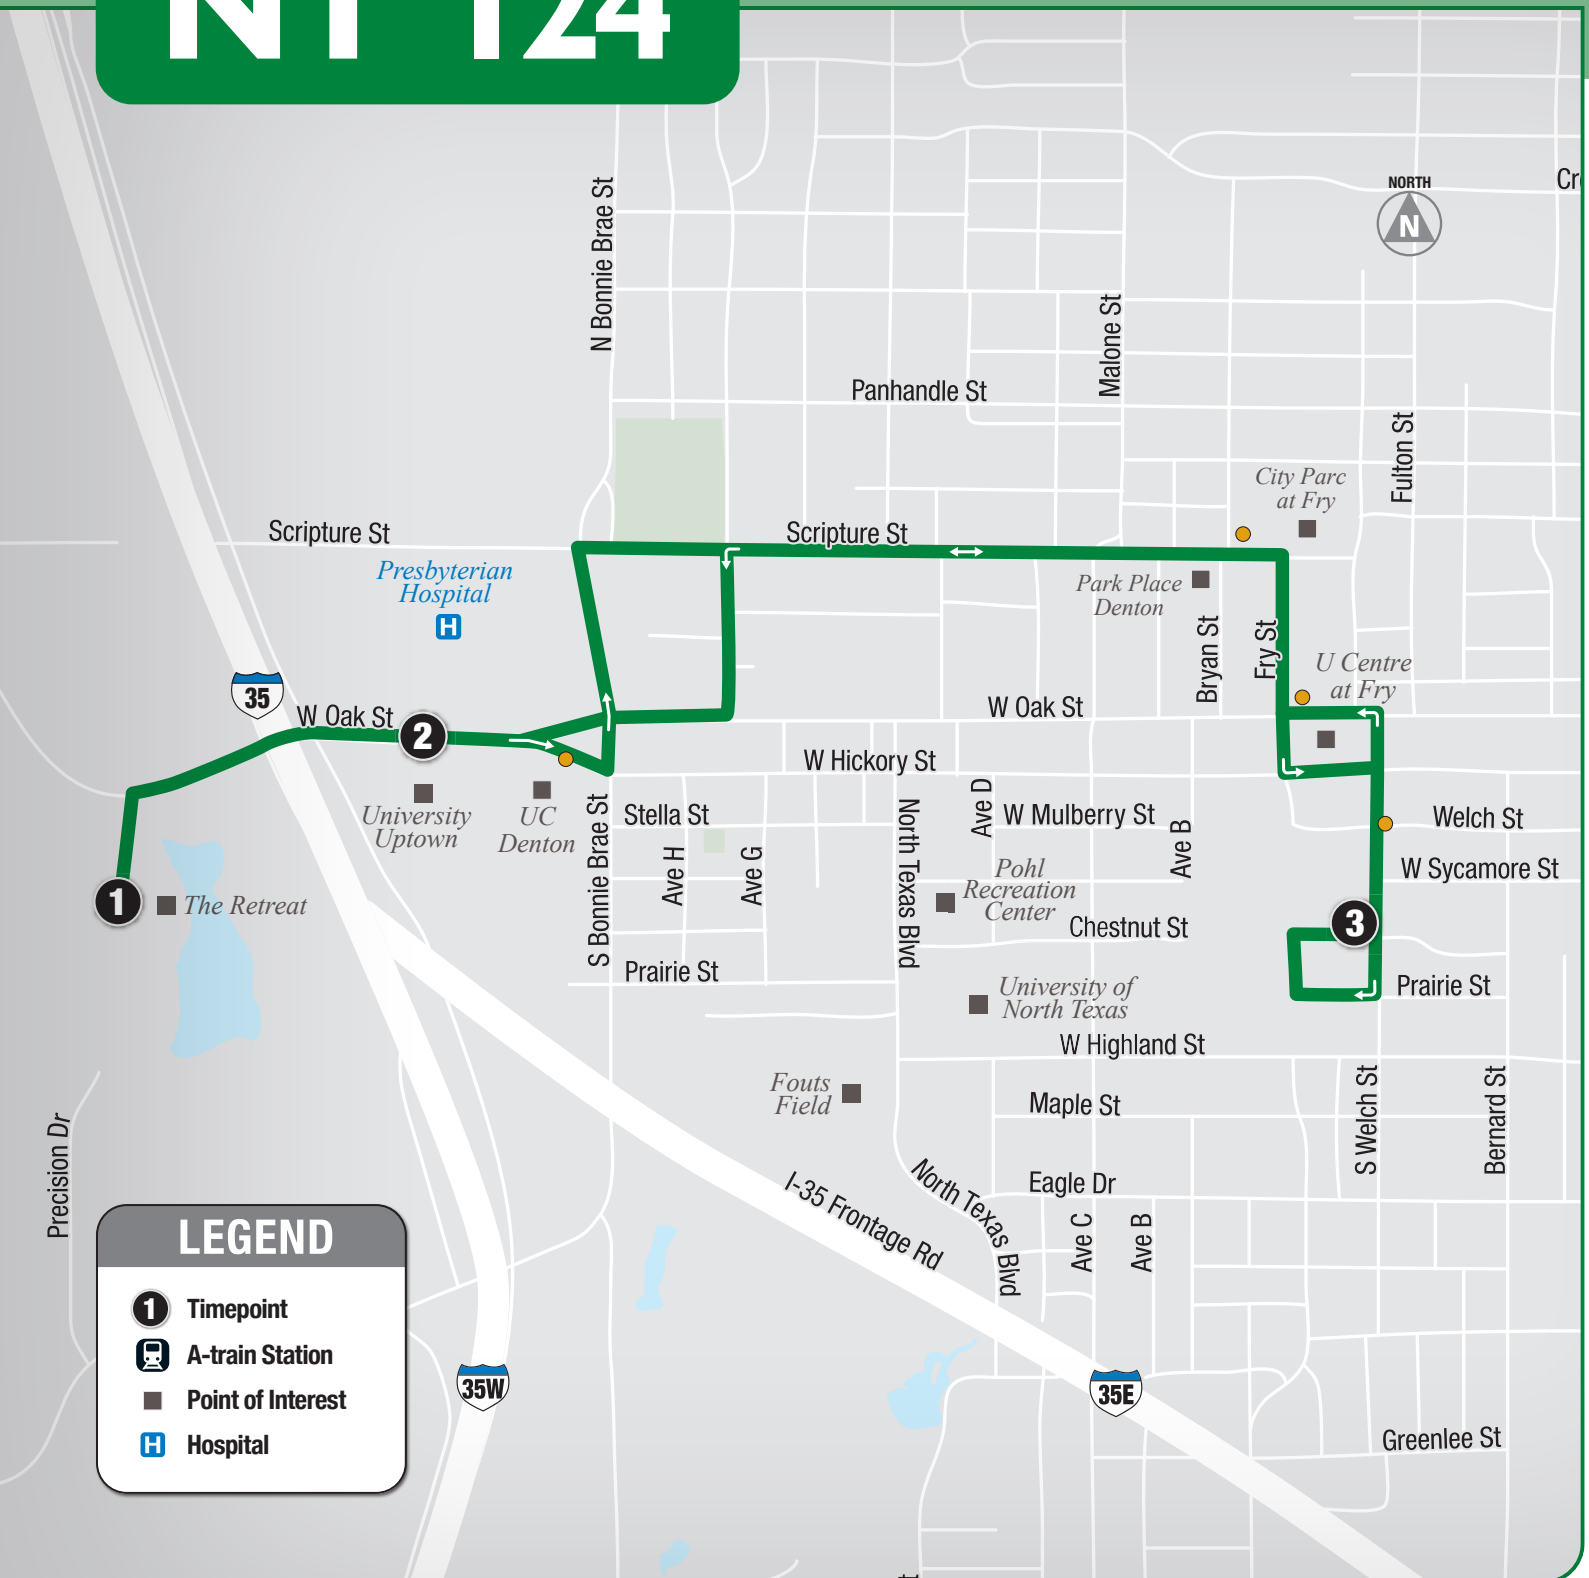 NT 124
NORTH
N
N Bonnie Brae St
Malone St
Panhandle St
Fulton St
City Parc
at Fry
Scripture St
Scripture St
Presbyterian
Hospital
H
Park Place
Denton
Bryan St
Fry St
U Centre
at Fry
35
W Oak St
2
W Oak St
W Hickory St
University
Uptown
UC
Denton
S Bonnie Brae St
Stella St
Ave H
Ave G
North Texas Blvd
Ave D
W Mulberry St
Ave B
Welch St
W Sycamore St
Pohl
Recreation
Center
1
The Retreat
Chestnut St
3
Prairie St
Prairie St
University of
North Texas
W Highland St
Fouts
Field
Maple St
S Welch St
Bernard St
Precision Dr
I-35 Frontage Rd
North Texas Blvd
Eagle Dr
Ave C
Ave B
35W
35E
Greenlee St
LEGEND
1 Timepoint
A-train Station
Point of Interest
H Hospital